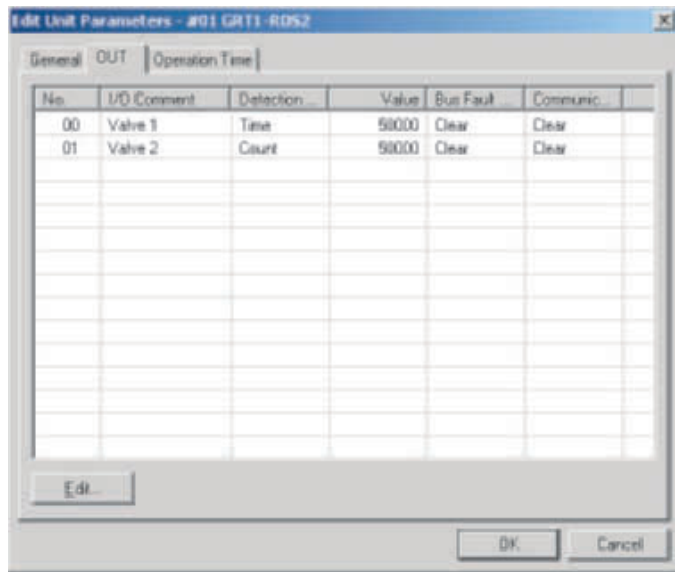 Edit Unit Parameters - #01 GRT1-ROS2
General OUT Operation Time
No. I/O Comment Detection ... Value Bus Fault ... Communic...
00 Valve 1 Time 50000 Clear Clear
01 Valve 2 Count 50000 Clear Clear
Edit...
OK Cancel